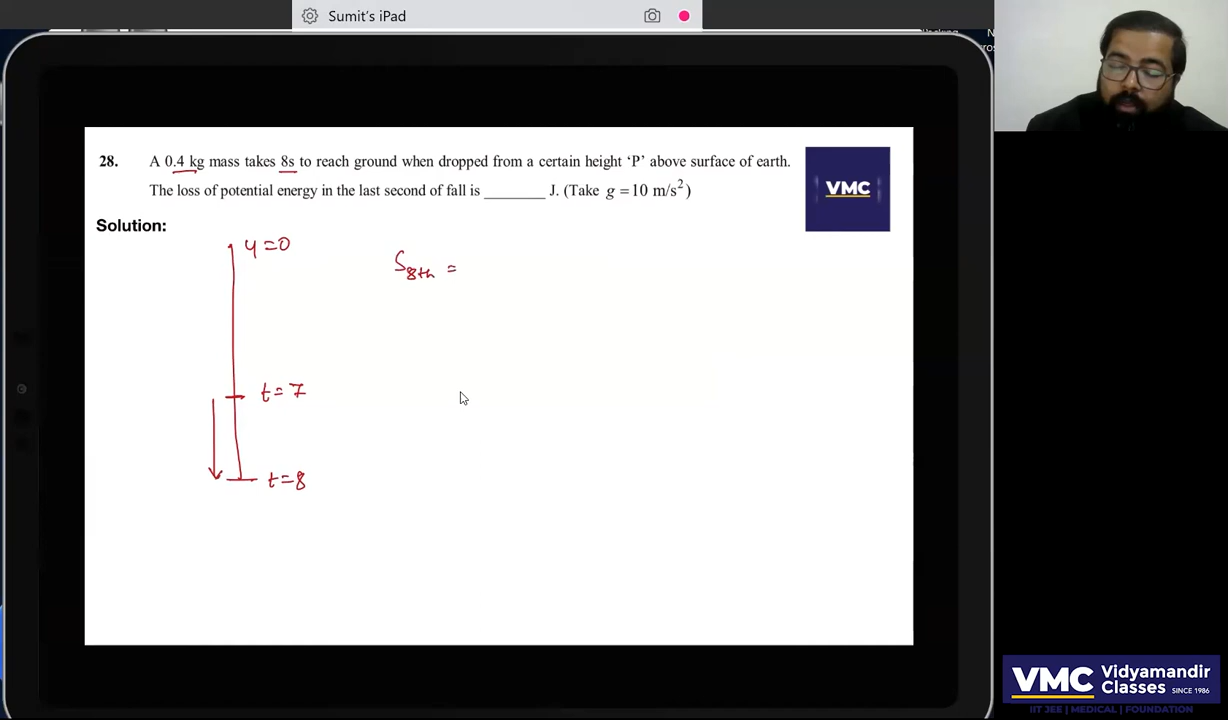 Sumit's iPad
28. A 0.4 kg mass takes 8s to reach ground when dropped from a certain height 'P' above surface of earth.
The loss of potential energy in the last second of fall is _______ J. (Take g = 10 m/s²)
VMC
Solution:
u = 0
S8th =
t = 7
t = 8
VMC Vidyamandir Classes SINCE 1986
IIT JEE | MEDICAL | FOUNDATION